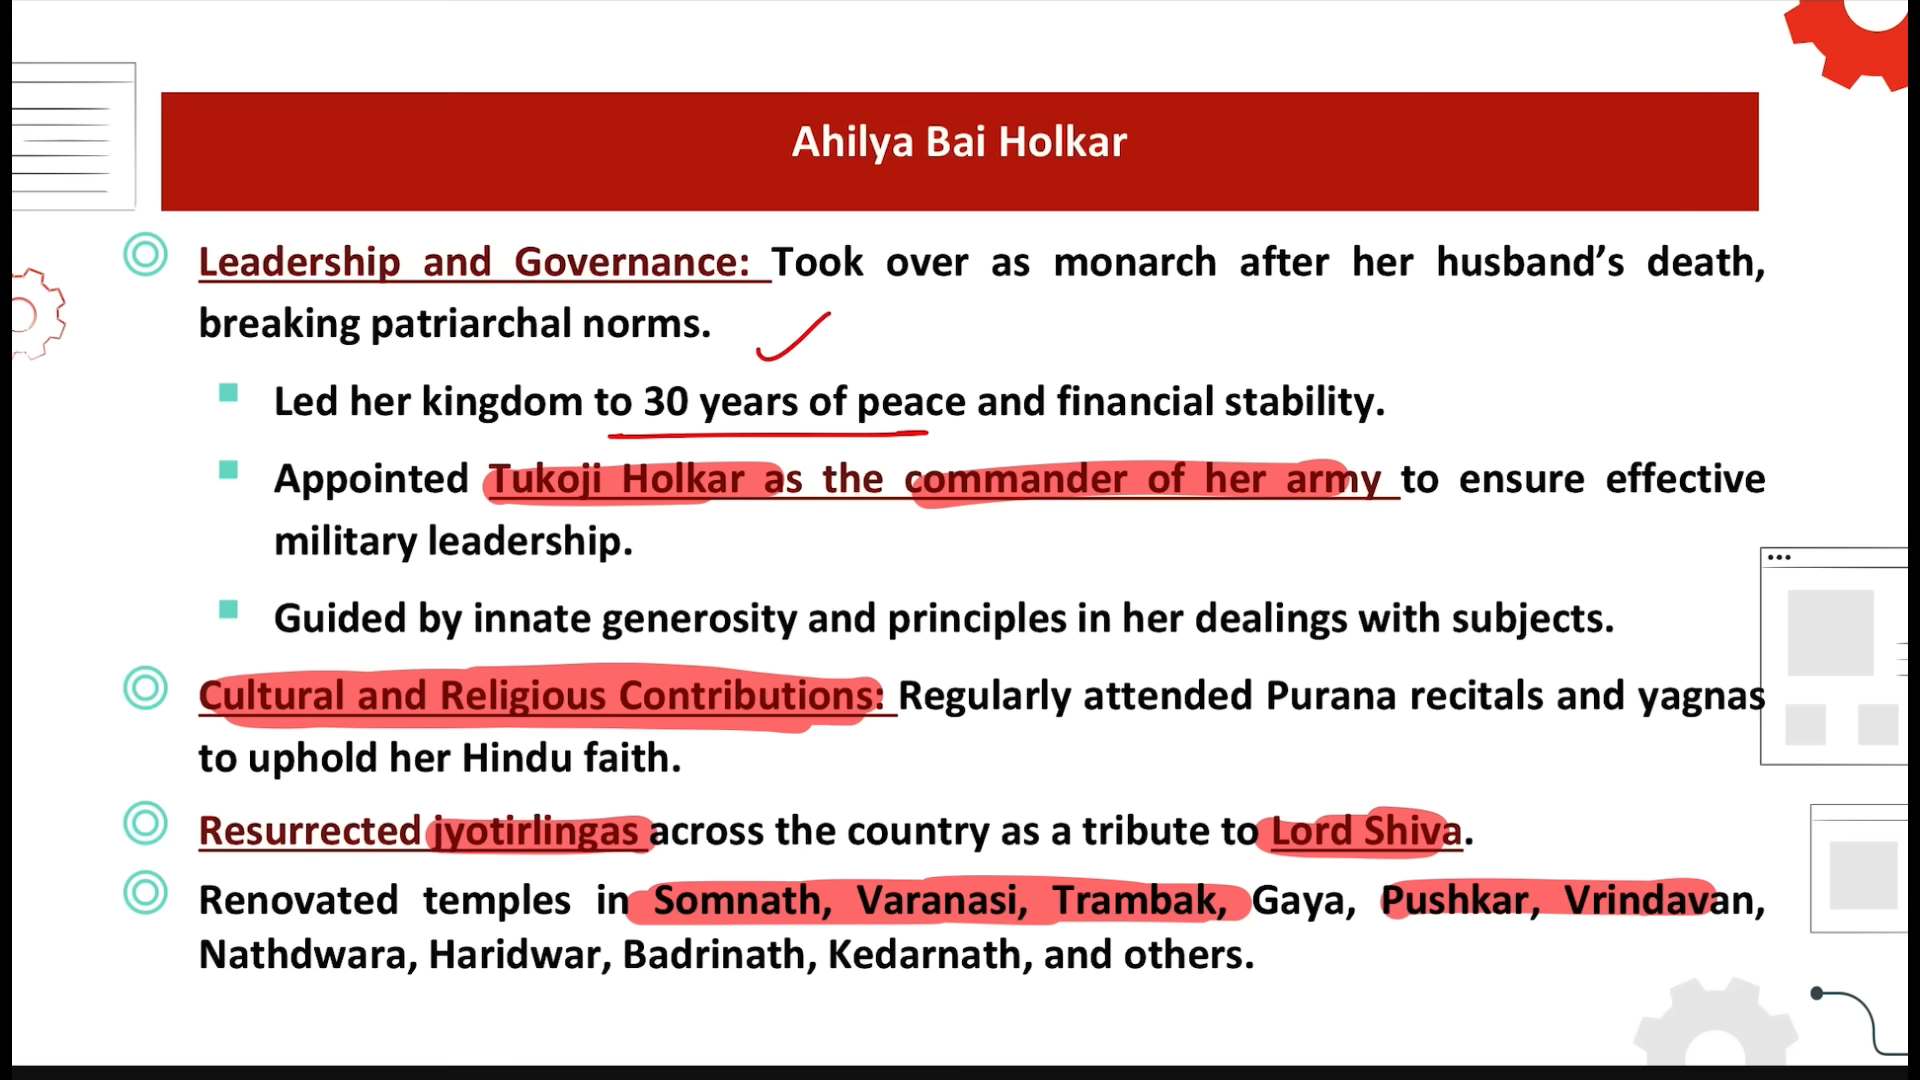 Ahilya Bai Holkar
Leadership and Governance: Took over as monarch after her husband’s death,
breaking patriarchal norms.
Led her kingdom to 30 years of peace and financial stability.
Appointed Tukoji Holkar as the commander of her army to ensure effective
military leadership.
Guided by innate generosity and principles in her dealings with subjects.
Cultural and Religious Contributions: Regularly attended Purana recitals and yagnas
to uphold her Hindu faith.
Resurrected jyotirlingas across the country as a tribute to Lord Shiva.
Renovated temples in Somnath, Varanasi, Trambak, Gaya, Pushkar, Vrindavan,
Nathdwara, Haridwar, Badrinath, Kedarnath, and others.